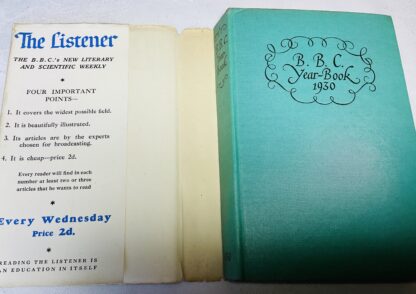 The Listener
THE B.B.C.'s NEW LITERARY
AND SCIENTIFIC WEEKLY
*
FOUR IMPORTANT
POINTS—
1. It covers the widest possible field.
2. It is beautifully illustrated.
3. Its articles are by the experts
chosen for broadcasting.
4. It is cheap—price 2d.
*
Every reader will find in each
number at least two or three
articles that he wants to read
*
Every Wednesday
Price 2d.
*
READING THE LISTENER IS
AN EDUCATION IN ITSELF
B. B. C.
Year-Book
1930